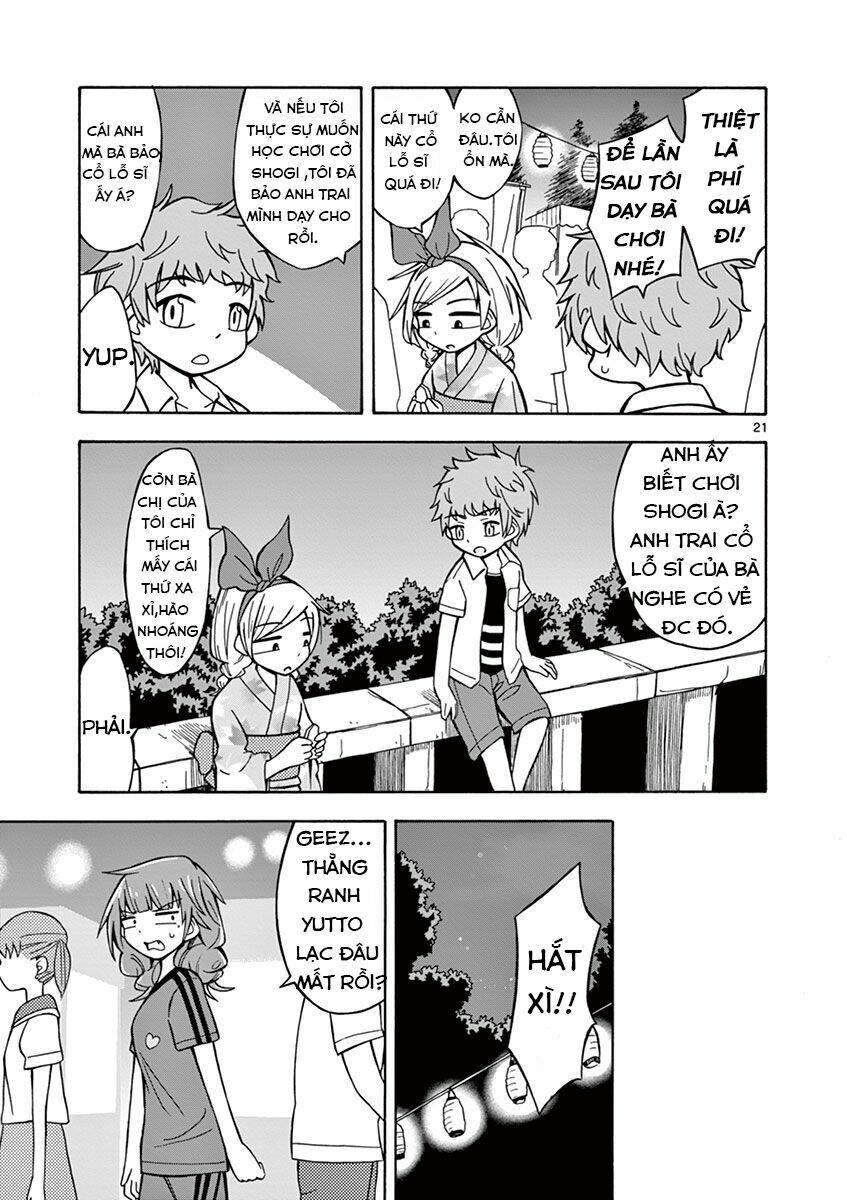 THIỆT
LÀ
PHÍ
QUÁ
ĐI!
ĐỂ LẦN
SAU TÔI
DẠY BÀ
CHƠI
NHÉ!
KO CẦN
ĐÂU.TÔI
ỔN MÀ.
CÁI THỨ
NÀY CỔ
LỖ SĨ
QUÁ ĐI!
VÀ NẾU TÔI
THỰC SỰ MUỐN
HỌC CHƠI CỜ
SHOGI ,TÔI ĐÃ
BẢO ANH TRAI
MÌNH DẠY CHO
RỒI.
CÁI ANH
MÀ BÀ BẢO
CỔ LỖ SĨ
ẤY Á?
YUP.
21
ANH ẤY
BIẾT CHƠI
SHOGI À?
ANH TRAI CỔ
LỖ SĨ CỦA BÀ
NGHE CÓ VẺ
ĐC ĐÓ.
CÒN BÀ
CHỊ CỦA
TÔI CHỈ
THÍCH
MẤY CÁI
THỨ XA
XỈ,HÀO
NHOÁNG
THÔI!
PHẢI.
HẮT
XÌ!!
GEEZ...
THẰNG
RANH
YUTTO
LẠC ĐÂU
MẤT RỒI?